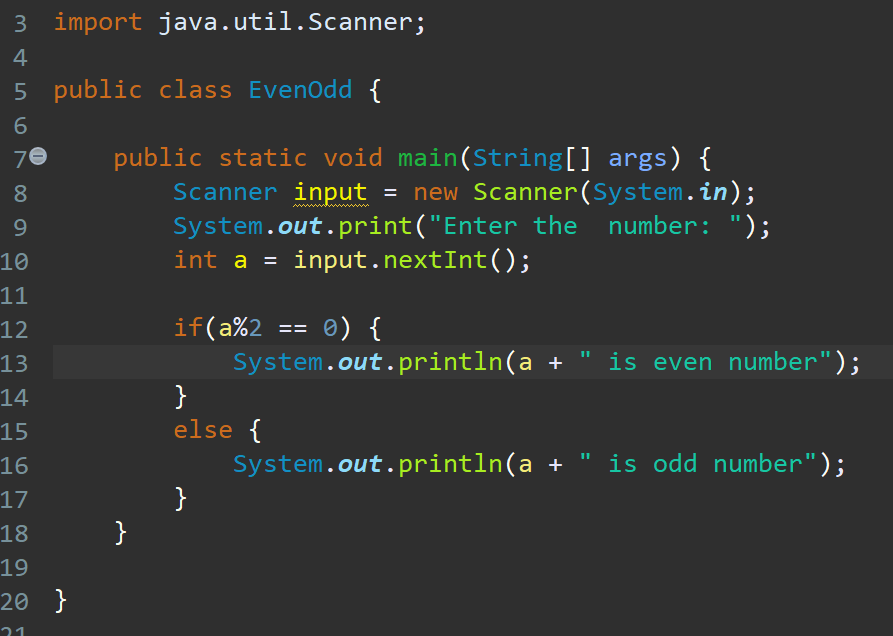 3 import java.util.Scanner;
4
5 public class EvenOdd {
6
7     public static void main(String[] args) {
8         Scanner input = new Scanner(System.in);
9         System.out.print("Enter the  number: ");
10         int a = input.nextInt();
11
12         if(a%2 == 0) {
13             System.out.println(a + " is even number");
14         }
15         else {
16             System.out.println(a + " is odd number");
17         }
18     }
19
20 }
21